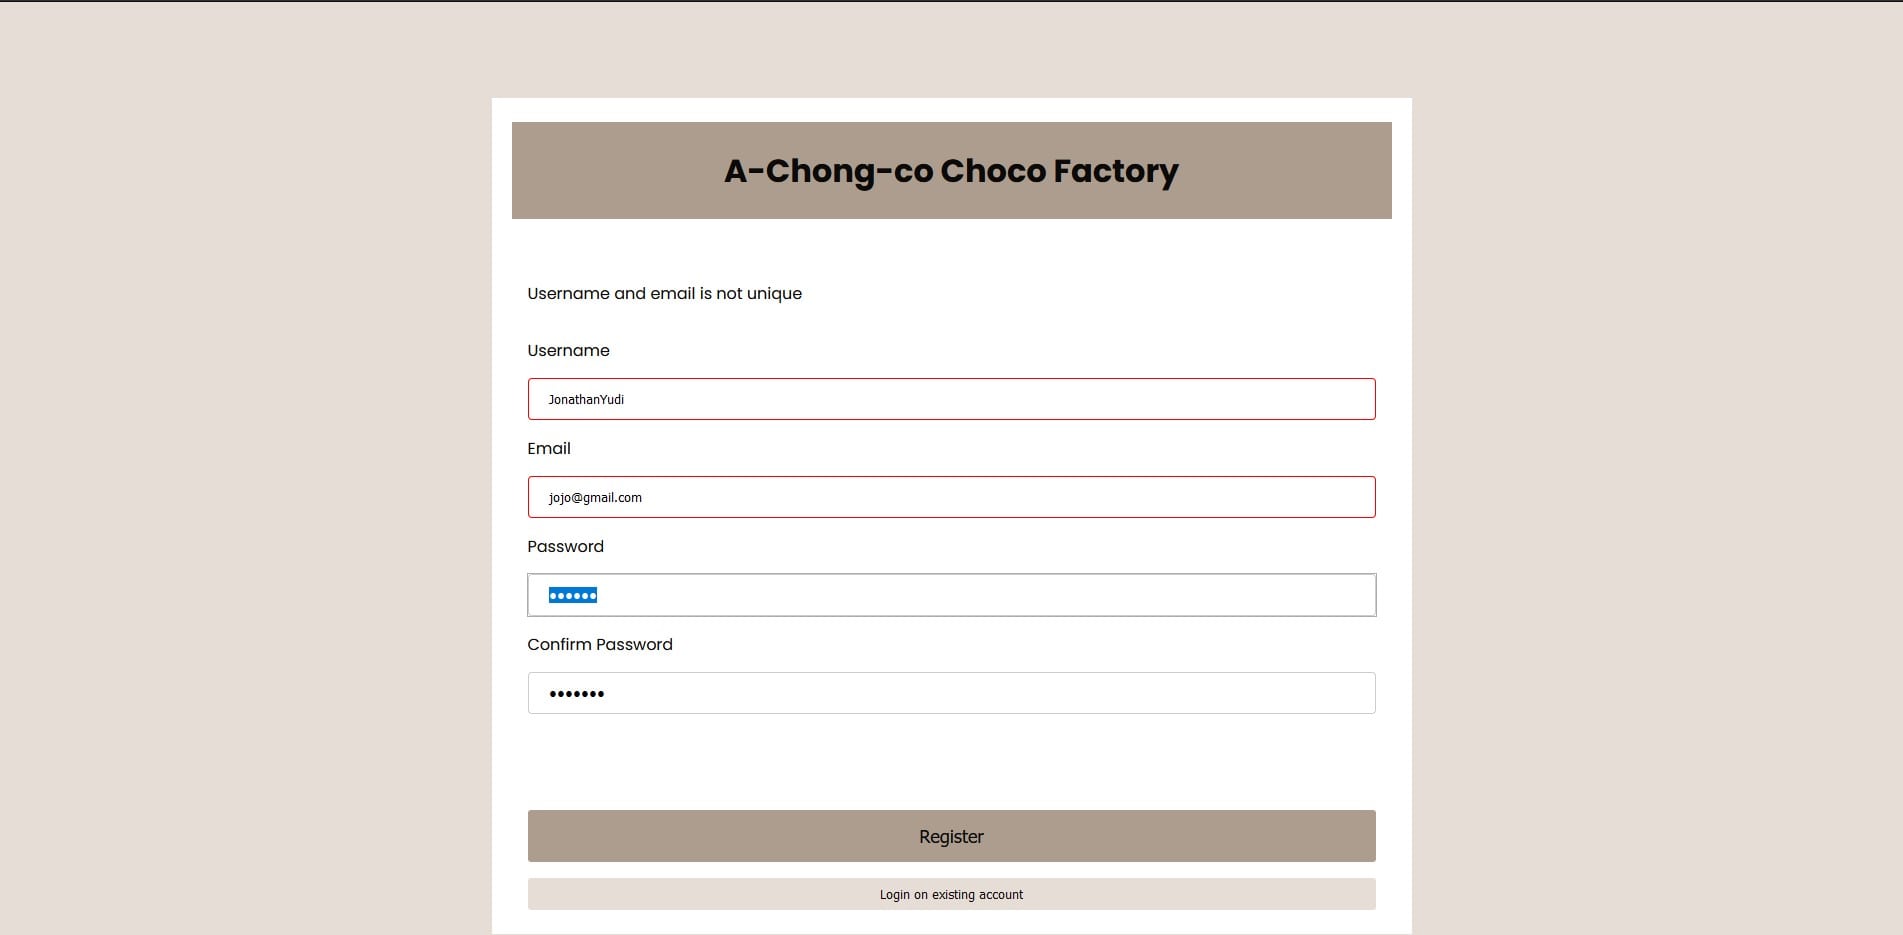 A-Chong-co Choco Factory
Username and email is not unique
Username
JonathanYudi
Email
jojo@gmail.com
Password
••••••
Confirm Password
•••••••
Register
Login on existing account